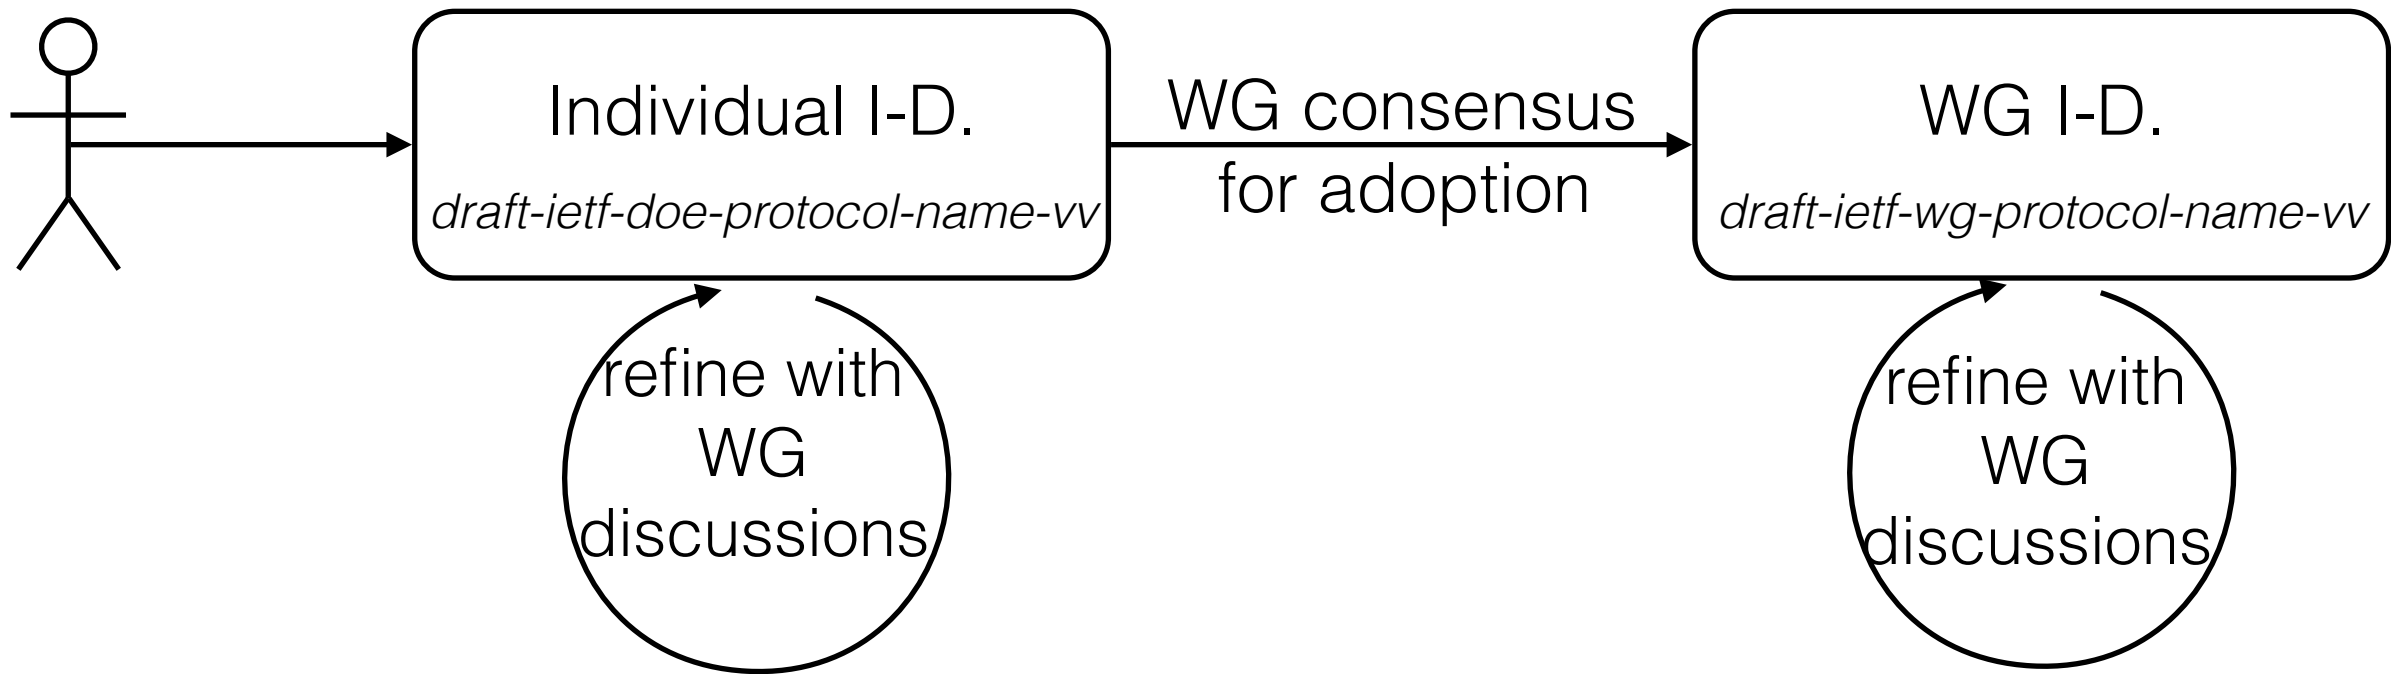 Individual I-D.
draft-ietf-doe-protocol-name-vv
WG consensus
for adoption
WG I-D.
draft-ietf-wg-protocol-name-vv
refine with
WG
discussions
refine with
WG
discussions